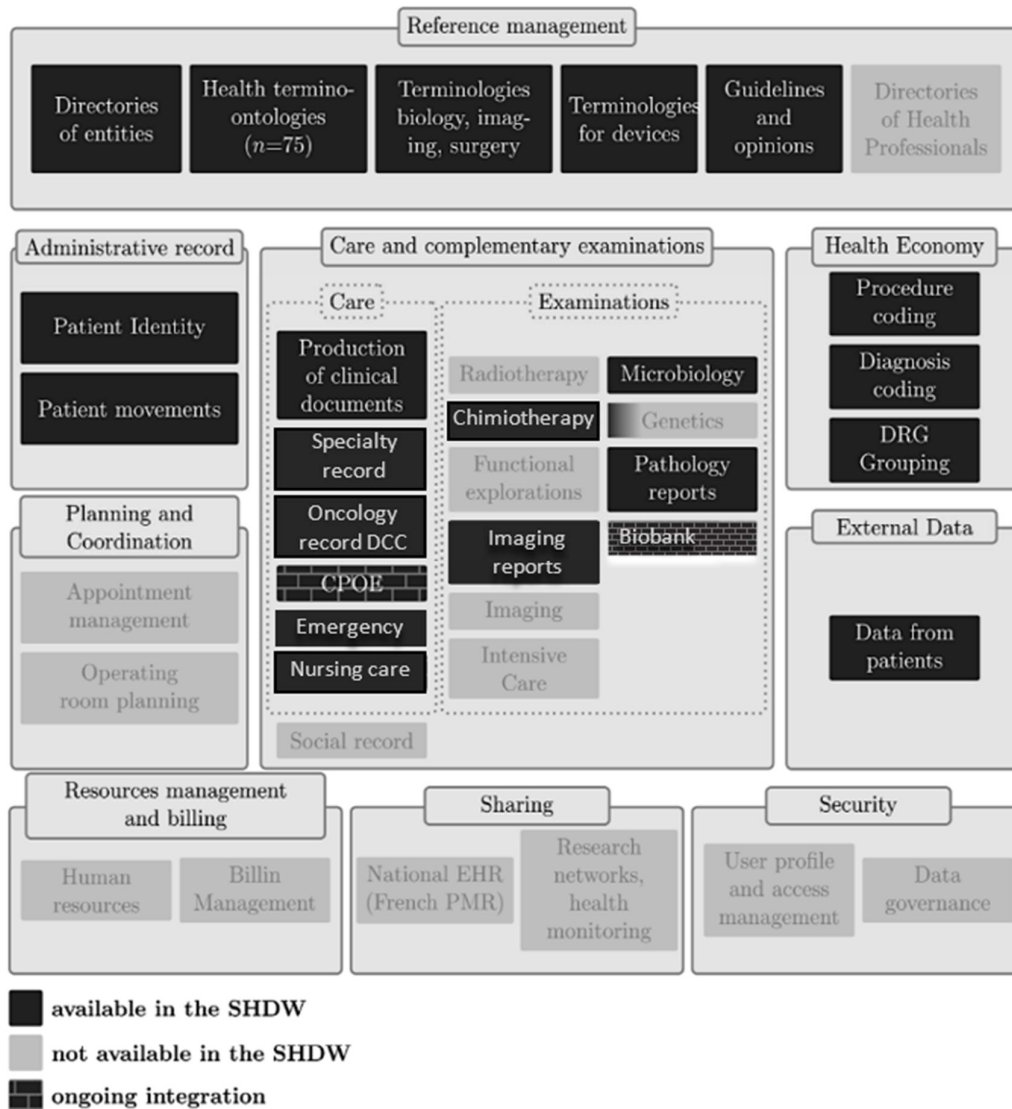 Reference management
Directories
of entities
Health termino-
ontologies
(n=75)
Terminologies
biology, imag-
ing, surgery
Terminologies
for devices
Guidelines
and
opinions
Directories
of Health
Professionals
Administrative record
Patient Identity
Patient movements
Care and complementary examinations
Care
Production
of clinical
documents
Specialty
record
Oncology
record DCC
CPOE
Emergency
Nursing care
Social record
Examinations
Radiotherapy
Microbiology
Chimiotherapy
Genetics
Functional
explorations
Pathology
reports
Imaging
reports
Biobank
Imaging
Intensive
Care
Health Economy
Procedure
coding
Diagnosis
coding
DRG
Grouping
Planning and
Coordination
Appointment
management
Operating
room planning
External Data
Data from
patients
Resources management
and billing
Human
resources
Billin
Management
Sharing
National EHR
(French PMR)
Research
networks,
health
monitoring
Security
User profile
and access
management
Data
governance
available in the SHDW
not available in the SHDW
ongoing integration